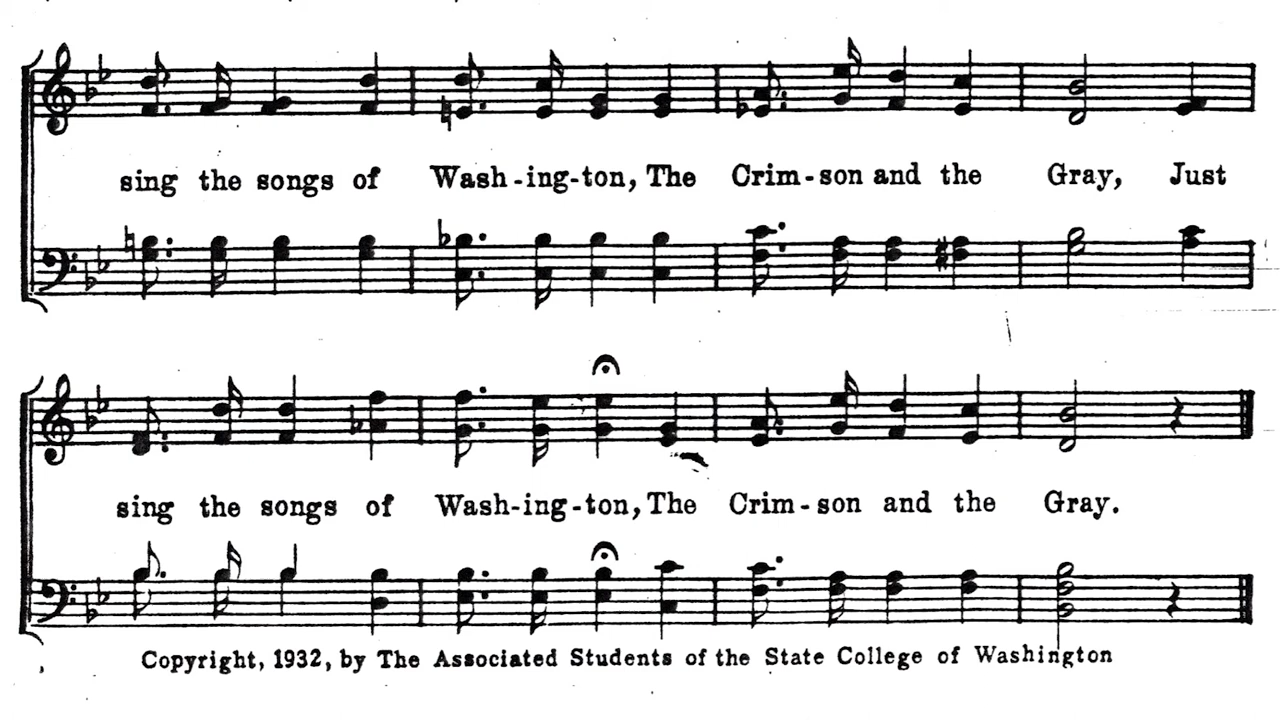 sing the songs of Wash-ing-ton, The Crim-son and the Gray, Just
sing the songs of Wash-ing-ton, The Crim-son and the Gray.
Copyright, 1932, by The Associated Students of the State College of Washington